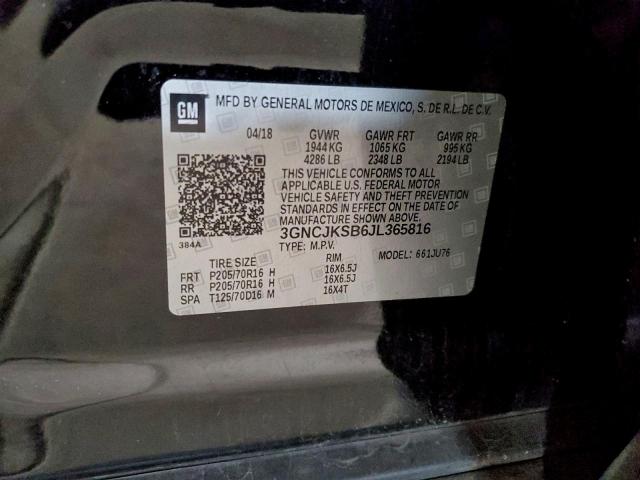 GM MFD BY GENERAL MOTORS DE MEXICO, S. DE R.L. DE C.V.
04/18 GVWR GAWR FRT GAWR RR
1944 KG 1065 KG 995 KG
4286 LB 2348 LB 2194 LB
THIS VEHICLE CONFORMS TO ALL
APPLICABLE U.S. FEDERAL MOTOR
VEHICLE SAFETY AND THEFT PREVENTION
STANDARDS IN EFFECT ON THE DATE OF
MANUFACTURE SHOWN ABOVE.
3GNCJKSB6JL365816
384A
TYPE: M.P.V. MODEL: 661JU76
TIRE SIZE RIM
FRT P205/70R16 H 16X6.5J
RR P205/70R16 H 16X6.5J
SPA T125/70D16 M 16X4T